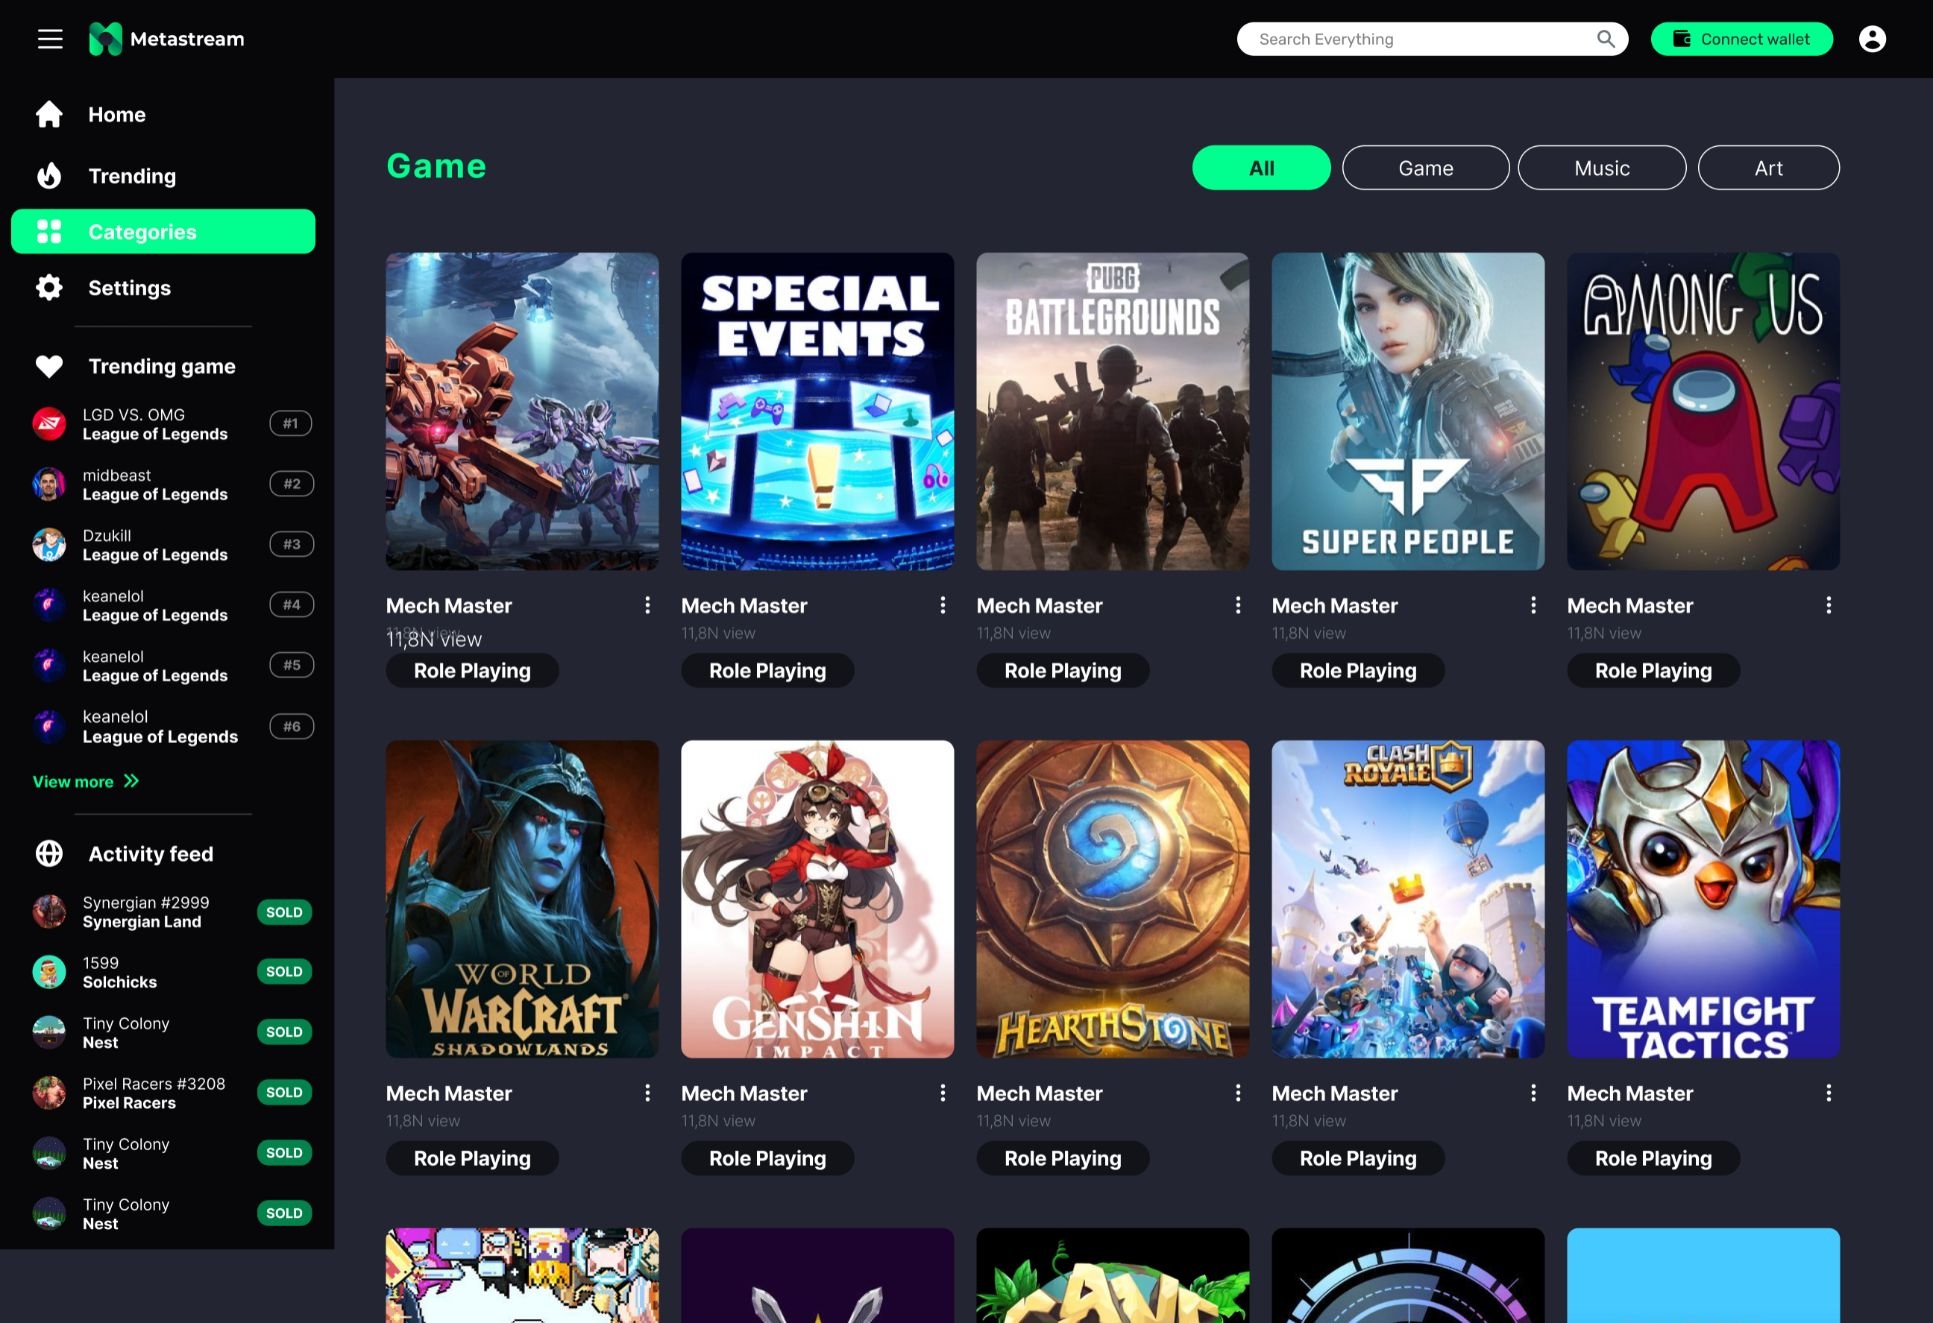 Metastream
Search Everything
Connect wallet
Home
Trending
Categories
Settings
Trending game
LGD VS. OMG
League of Legends
#1
midbeast
League of Legends
#2
Dzukill
League of Legends
#3
keanelol
League of Legends
#4
keanelol
League of Legends
#5
keanelol
League of Legends
#6
View more
Activity feed
Synergian #2999
Synergian Land
SOLD
1599
Solchicks
SOLD
Tiny Colony
Nest
SOLD
Pixel Racers #3208
Pixel Racers
SOLD
Tiny Colony
Nest
SOLD
Tiny Colony
Nest
SOLD
Game
All
Game
Music
Art
Mech Master
11,8N view
11,8N view
Role Playing
SPECIAL
EVENTS
Mech Master
11,8N view
Role Playing
PUBG
BATTLEGROUNDS
Mech Master
11,8N view
Role Playing
SP
SUPER PEOPLE
Mech Master
11,8N view
Role Playing
AMONG US
Mech Master
11,8N view
Role Playing
WORLD
OF
WARCRAFT
SHADOWLANDS
Mech Master
11,8N view
Role Playing
GENSHIN
IMPACT
Mech Master
11,8N view
Role Playing
HEARTHSTONE
Mech Master
11,8N view
Role Playing
CLASH
ROYALE
Mech Master
11,8N view
Role Playing
TEAMFIGHT
TACTICS
Mech Master
11,8N view
Role Playing